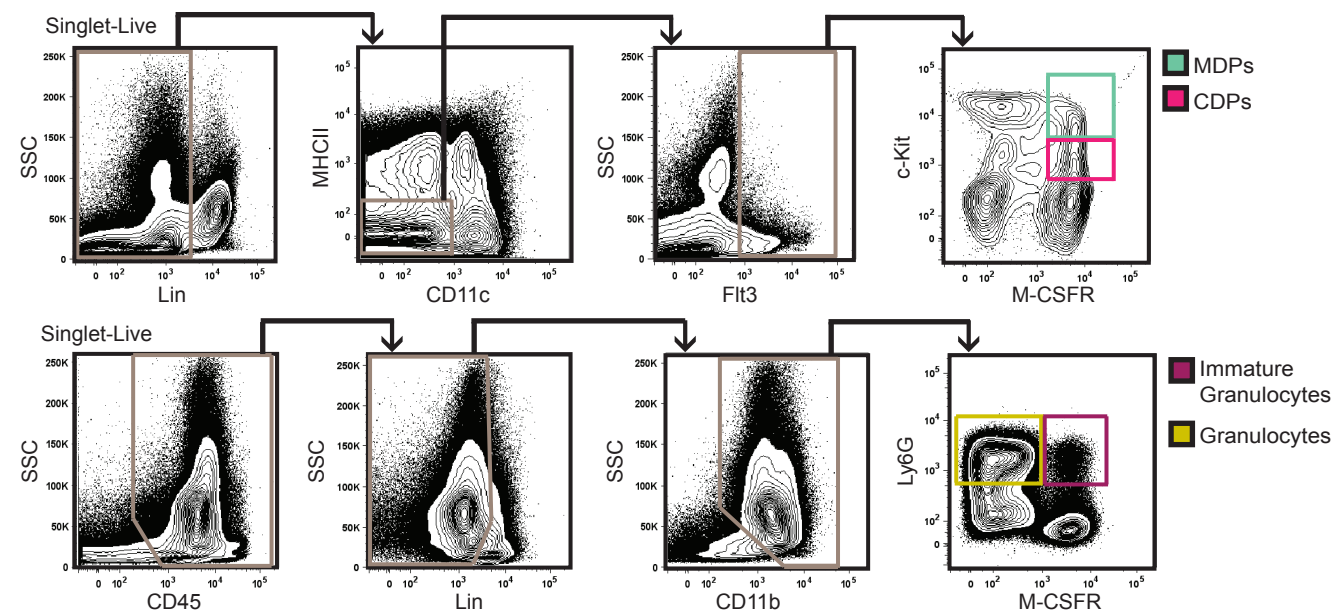 Singlet-Live
250K
200K
150K
100K
50K
0
SSC
0 10² 10³ 10⁴ 10⁵
Lin
10⁵
10⁴
10³
10²
0
MHCII
0 10² 10³ 10⁴ 10⁵
CD11c
250K
200K
150K
100K
50K
0
SSC
0 10² 10³ 10⁴ 10⁵
Flt3
10⁵
10⁴
10³
10²
0
c-Kit
0 10² 10³ 10⁴ 10⁵
M-CSFR
MDPs
CDPs
Singlet-Live
250K
200K
150K
100K
50K
0
SSC
0 10² 10³ 10⁴ 10⁵
CD45
250K
200K
150K
100K
50K
0
SSC
0 10² 10³ 10⁴ 10⁵
Lin
250K
200K
150K
100K
50K
0
SSC
0 10² 10³ 10⁴ 10⁵
CD11b
10⁵
10⁴
10³
10²
0
Ly6G
0 10² 10³ 10⁴ 10⁵
M-CSFR
Immature
Granulocytes
Granulocytes